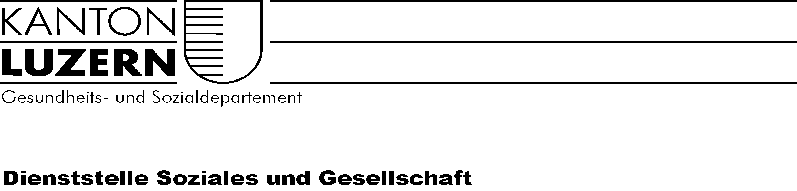 KANTON
LUZERN
Gesundheits- und Sozialdepartement
Dienststelle Soziales und Gesellschaft